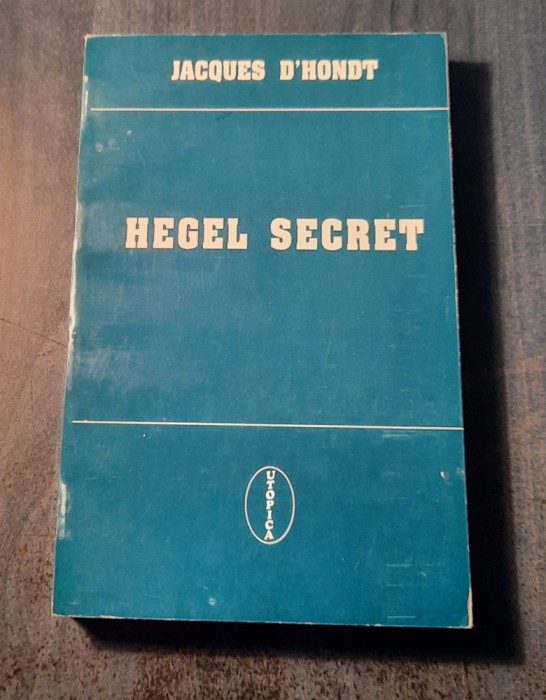 JACQUES D'HONDT
HEGEL SECRET
UTOPICA